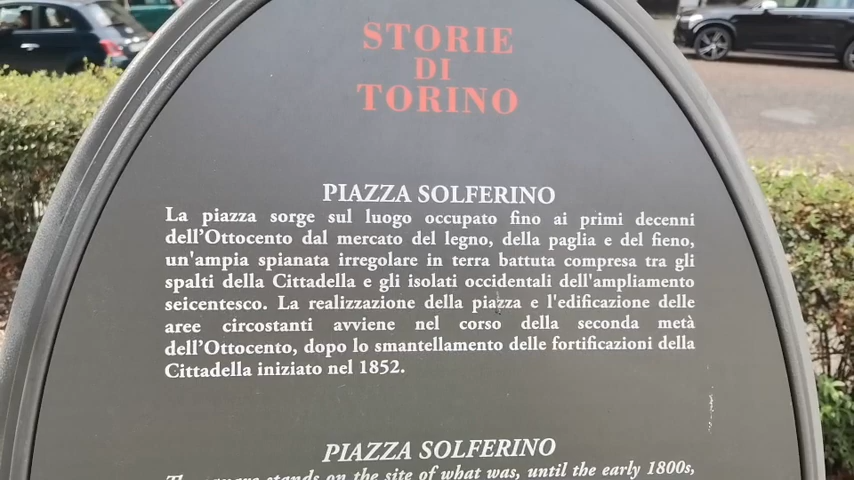 STORIE
DI
TORINO
PIAZZA SOLFERINO
La piazza sorge sul luogo occupato fino ai primi decenni
dell'Ottocento dal mercato del legno, della paglia e del fieno,
un'ampia spianata irregolare in terra battuta compresa tra gli
spalti della Cittadella e gli isolati occidentali dell'ampliamento
seicentesco. La realizzazione della piazza e l'edificazione delle
aree circostanti avviene nel corso della seconda metà
dell'Ottocento, dopo lo smantellamento delle fortificazioni della
Cittadella iniziato nel 1852.
PIAZZA SOLFERINO
The square stands on the site of what was, until the early 1800s,